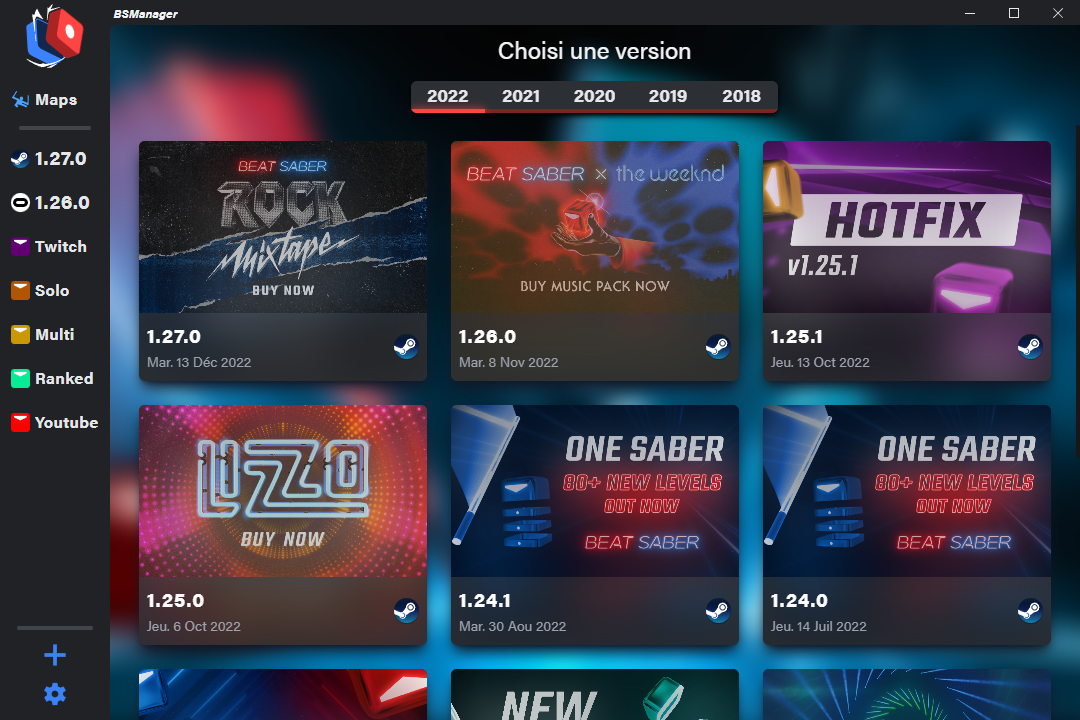 BSManager
Maps
1.27.0
1.26.0
Twitch
Solo
Multi
Ranked
Youtube
Choisi une version
2022 2021 2020 2019 2018
BEAT SABER
ROCK
Mixtape
BUY NOW
1.27.0
Mar. 13 Déc 2022
BEAT SABER × the weeknd
BUY MUSIC PACK NOW
1.26.0
Mar. 8 Nov 2022
HOTFIX
v1.25.1
1.25.1
Jeu. 13 Oct 2022
UZO
BUY NOW
1.25.0
Jeu. 6 Oct 2022
ONE SABER
80+ NEW LEVELS
OUT NOW
BEAT SABER
1.24.1
Mar. 30 Aou 2022
ONE SABER
80+ NEW LEVELS
OUT NOW
BEAT SABER
1.24.0
Jeu. 14 Juil 2022
NEW